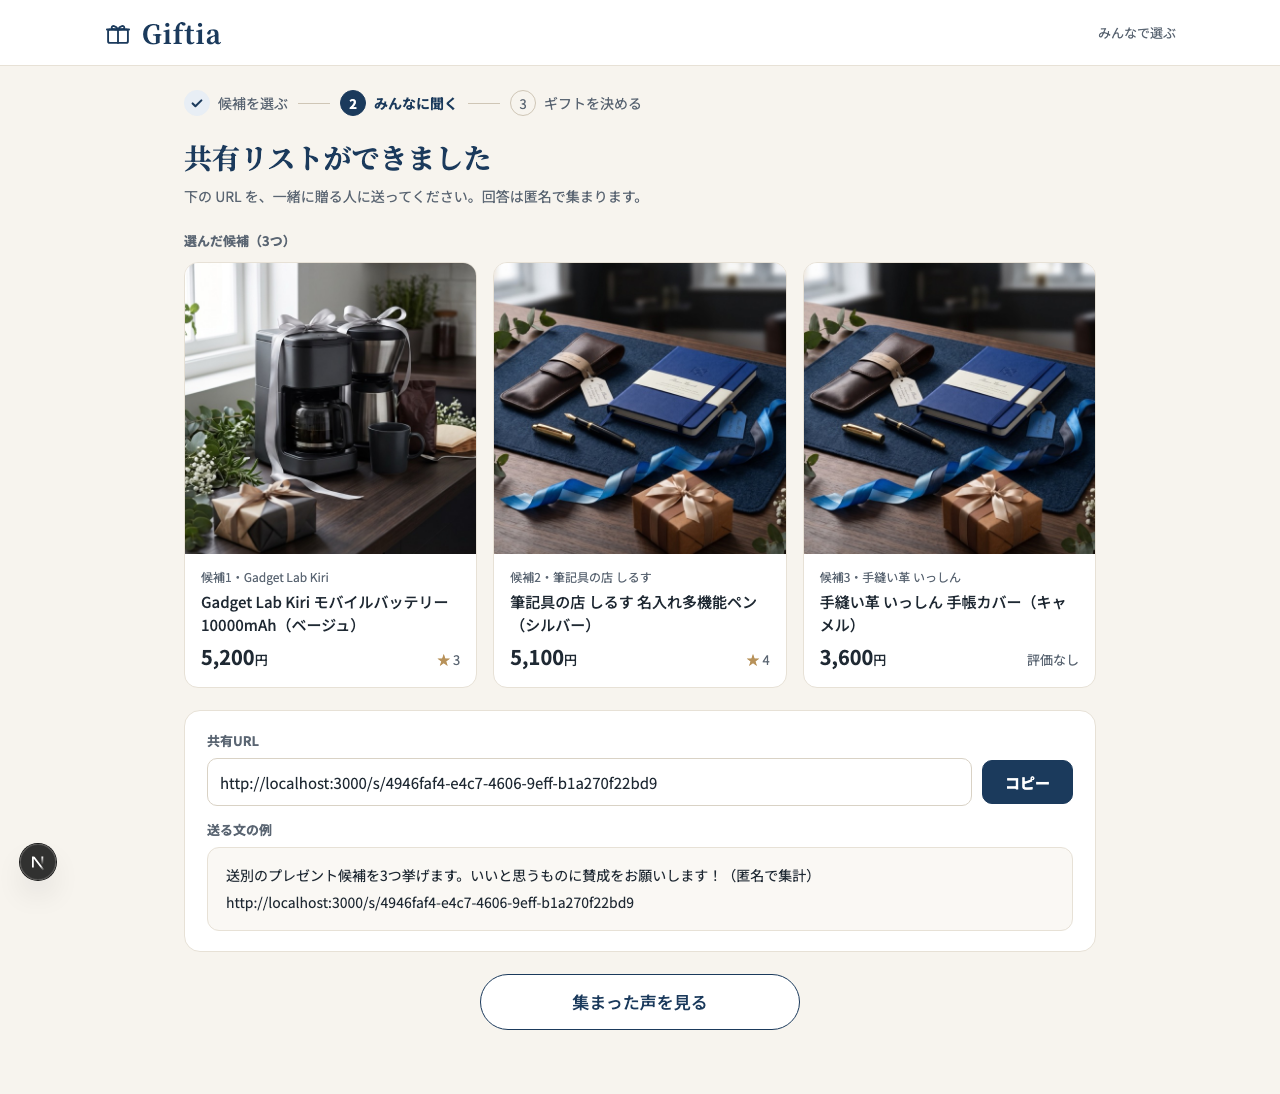 Giftia
みんなで選ぶ
候補を選ぶ
2 みんなに聞く
3 ギフトを決める
共有リストができました
下の URL を、一緒に贈る人に送ってください。回答は匿名で集まります。
選んだ候補（3つ）
候補1・Gadget Lab Kiri
Gadget Lab Kiri モバイルバッテリー
10000mAh（ベージュ）
5,200円
★ 3
候補2・筆記具の店 しるす
筆記具の店 しるす 名入れ多機能ペン
（シルバー）
5,100円
★ 4
候補3・手縫い革 いっしん
手縫い革 いっしん 手帳カバー（キャ
メル）
3,600円
評価なし
共有URL
http://localhost:3000/s/4946faf4-e4c7-4606-9eff-b1a270f22bd9
コピー
送る文の例
送別のプレゼント候補を3つ挙げます。いいと思うものに賛成をお願いします！（匿名で集計）
http://localhost:3000/s/4946faf4-e4c7-4606-9eff-b1a270f22bd9
N
集まった声を見る